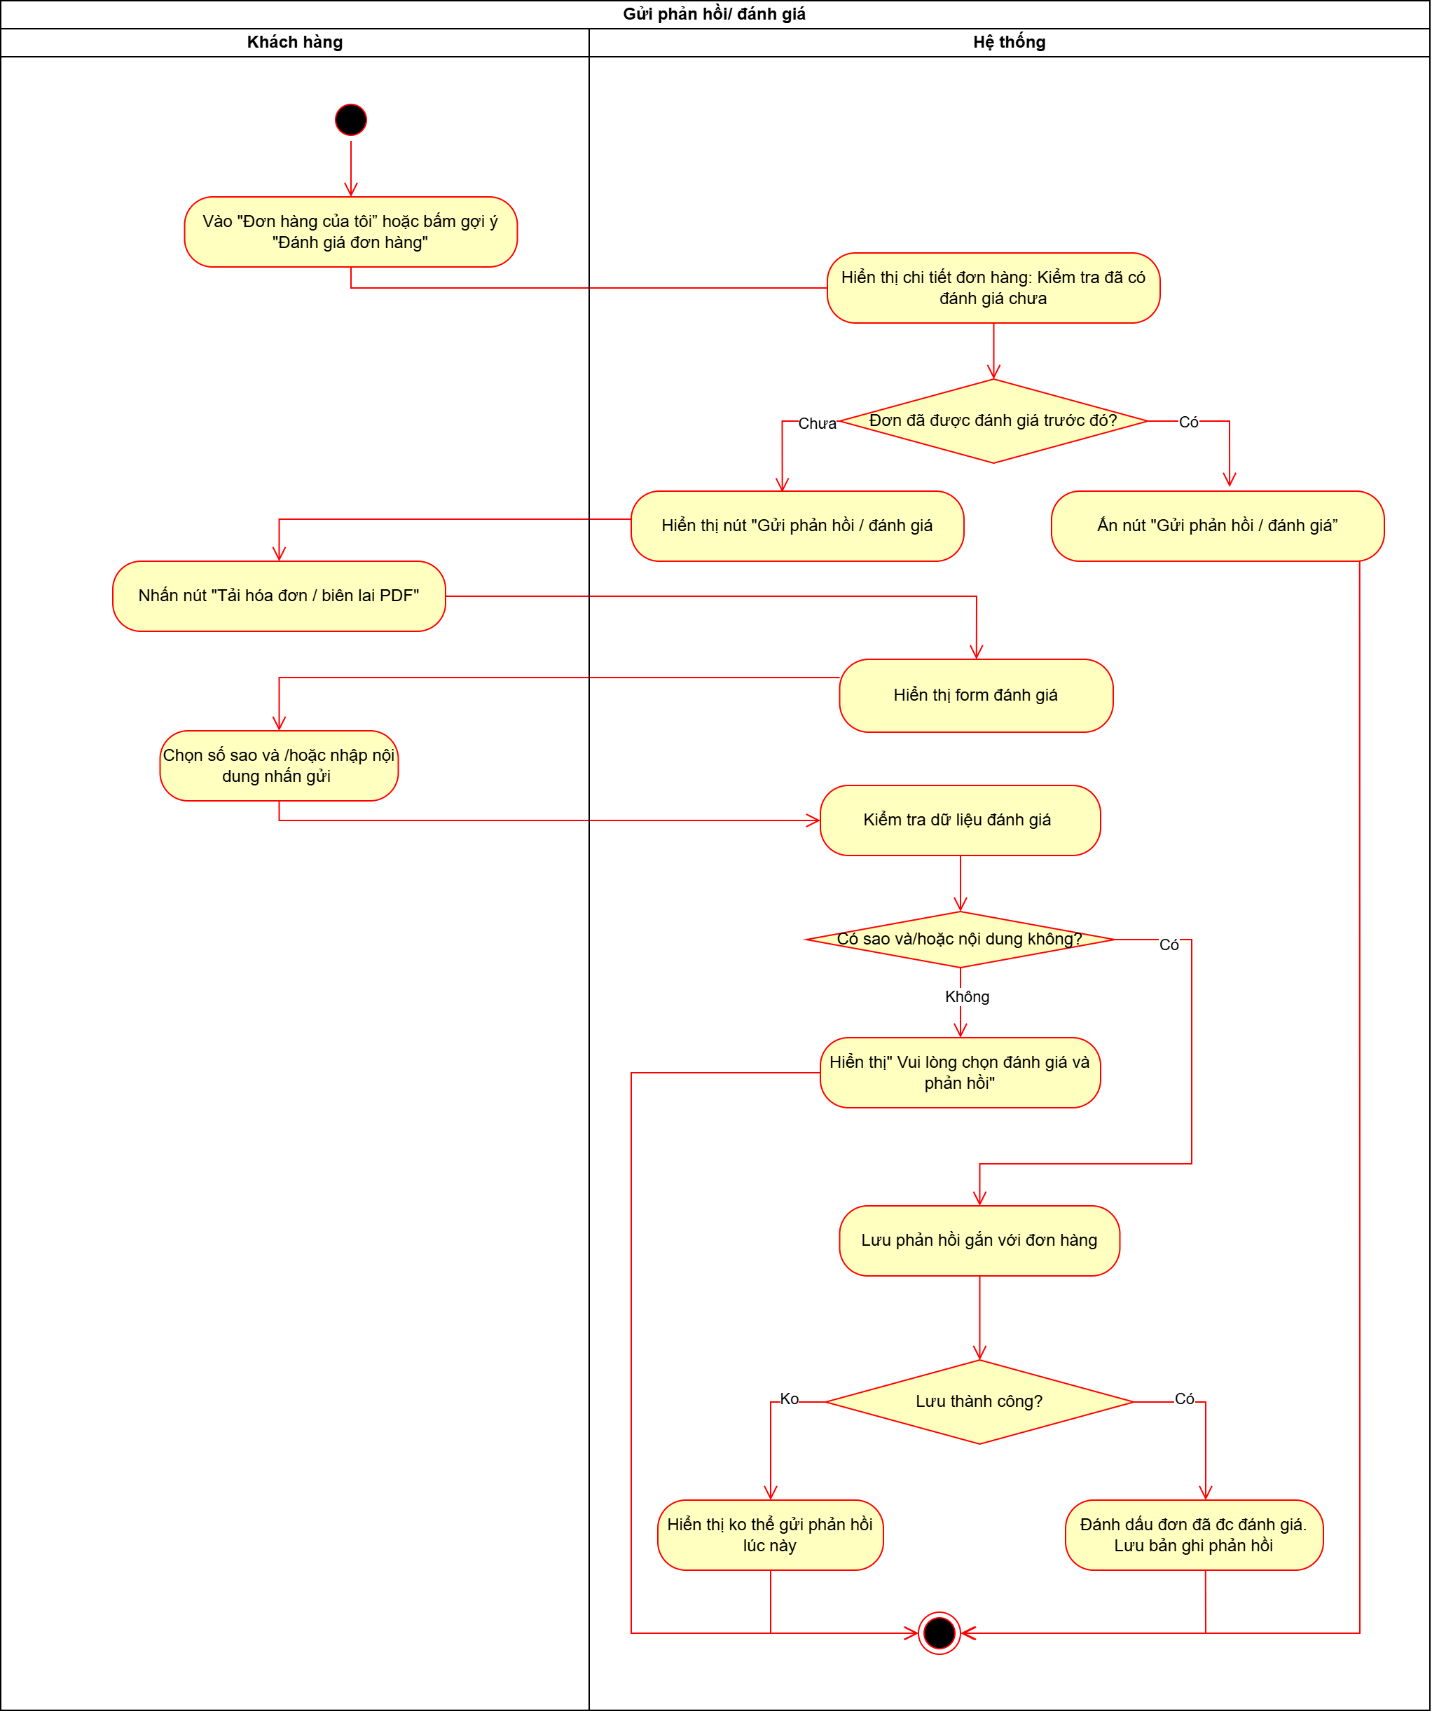 Gửi phản hồi/ đánh giá
Khách hàng
Hệ thống
Vào "Đơn hàng của tôi” hoặc bấm gợi ý
"Đánh giá đơn hàng"
Hiển thị chi tiết đơn hàng: Kiểm tra đã có
đánh giá chưa
Đơn đã được đánh giá trước đó?
Chưa
Có
Hiển thị nút "Gửi phản hồi / đánh giá
Ấn nút "Gửi phản hồi / đánh giá”
Nhấn nút "Tải hóa đơn / biên lai PDF"
Hiển thị form đánh giá
Chọn số sao và /hoặc nhập nội
dung nhấn gửi
Kiểm tra dữ liệu đánh giá
Có sao và/hoặc nội dung không?
Có
Không
Hiển thị" Vui lòng chọn đánh giá và
phản hồi"
Lưu phản hồi gắn với đơn hàng
Lưu thành công?
Ko
Có
Hiển thị ko thể gửi phản hồi
lúc này
Đánh dấu đơn đã đc đánh giá.
Lưu bản ghi phản hồi